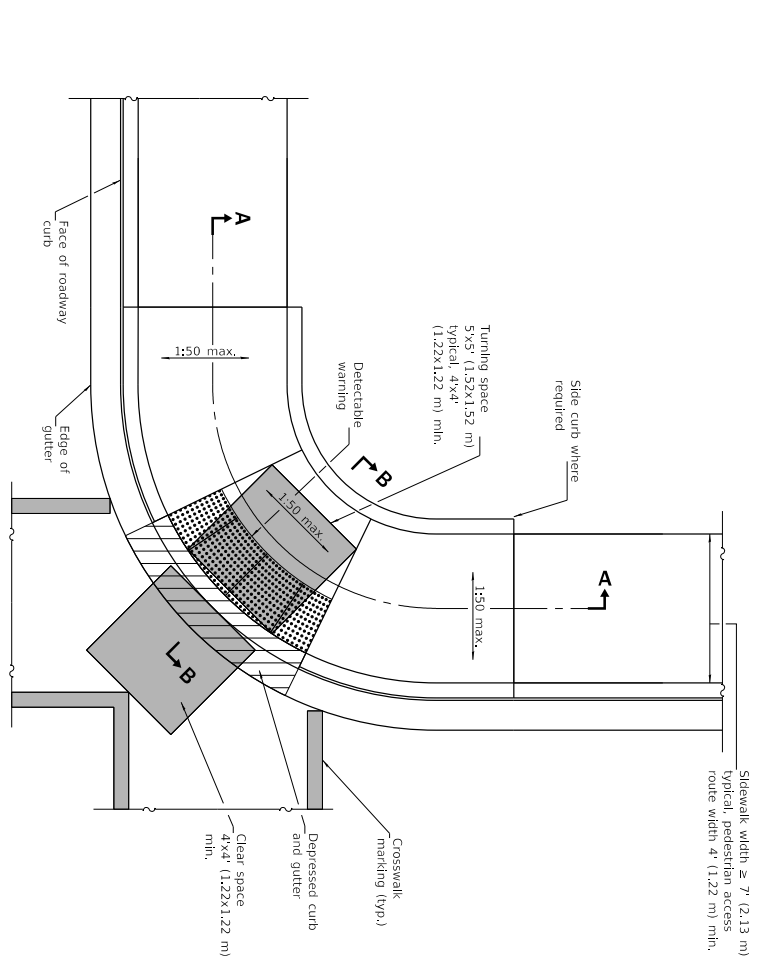 A
Face of roadway
curb
1:50 max.
Edge of
gutter
Detectable
warning
Turning space
5'x5' (1.52x1.52 m)
typical, 4'x4'
(1.22x1.22 m) min.
Side curb where
required
B
1:50 max.
A
1:50 max.
B
Sidewalk width ≥ 7' (2.13 m)
typical, pedestrian access
route width 4' (1.22 m) min.
Crosswalk
marking (typ.)
Depressed curb
and gutter
Clear space
4'x4' (1.22x1.22 m)
min.